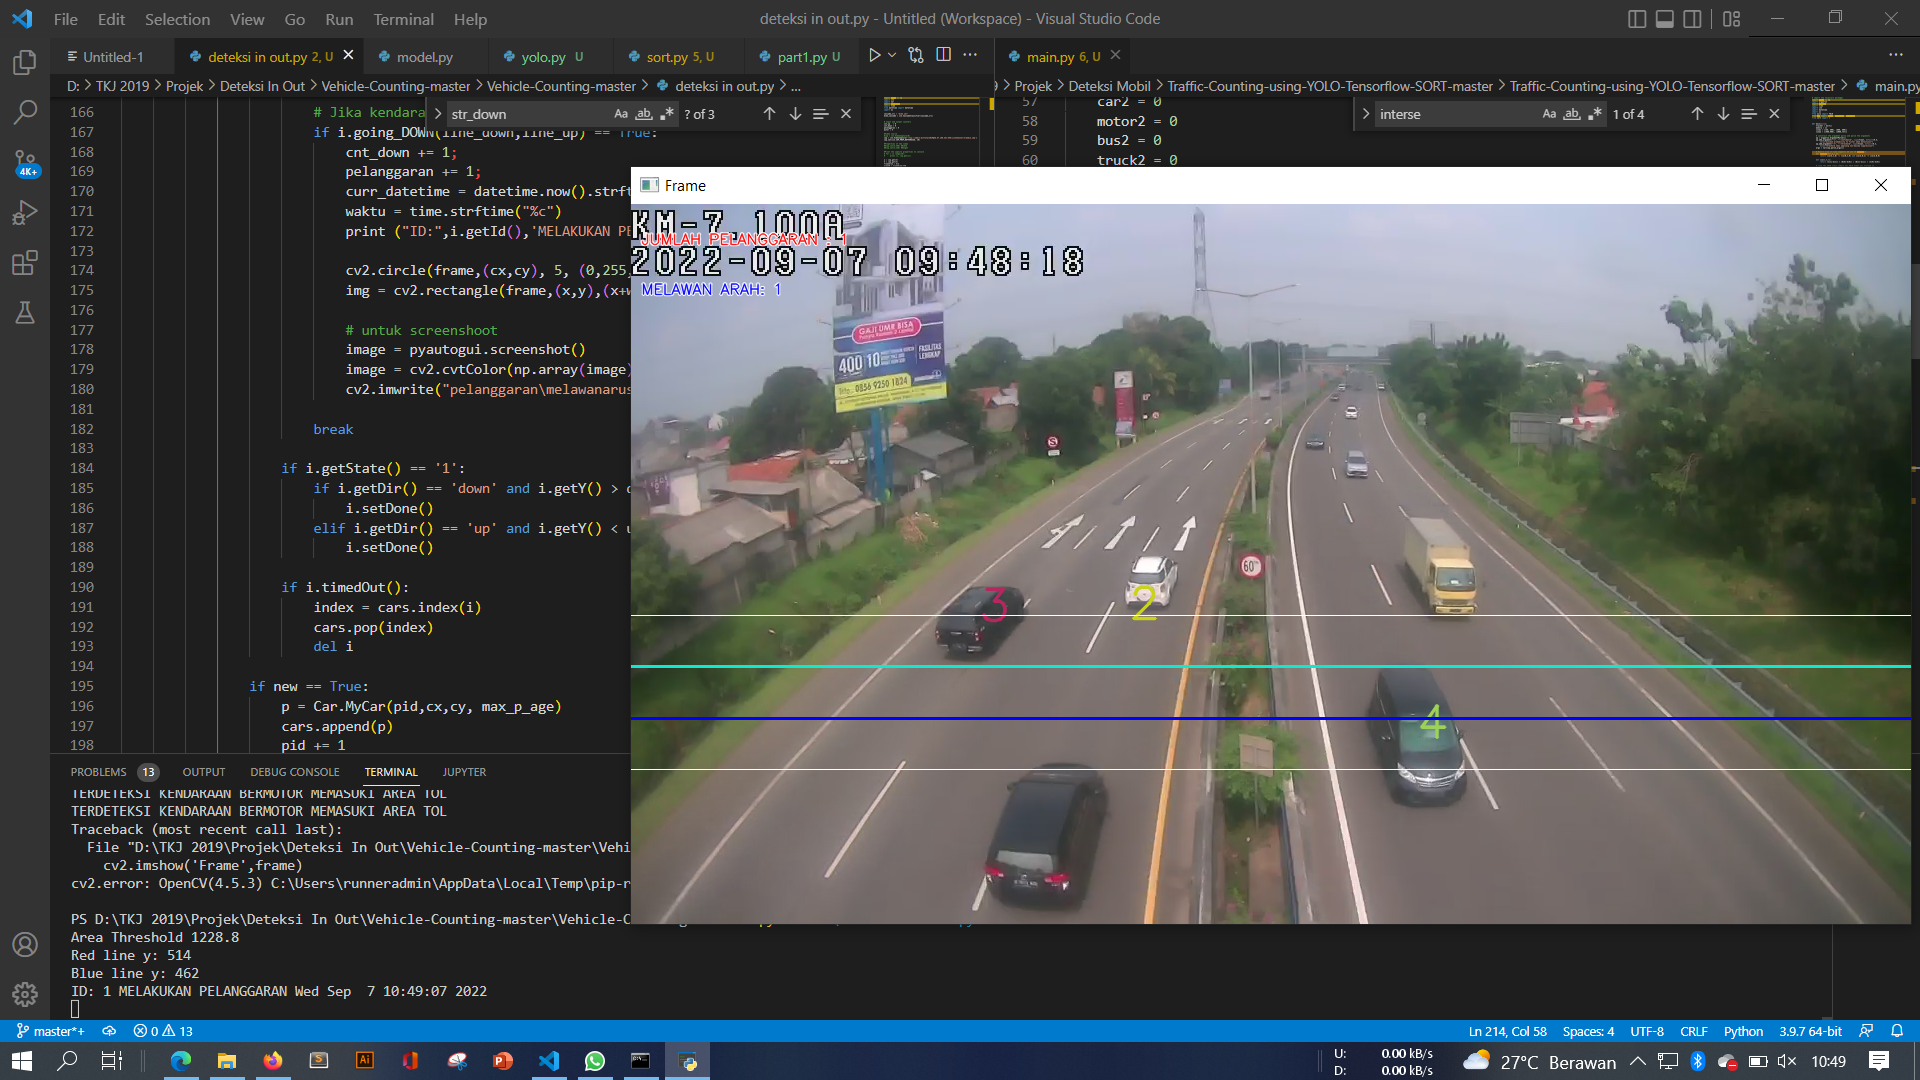 File Edit Selection View Go Run Terminal Help
deteksi in out.py - Untitled (Workspace) - Visual Studio Code
Untitled-1
deteksi in out.py 2, U
model.py
yolo.py U
sort.py 5, U
part1.py U
main.py 6, U
D: > TKJ 2019 > Projek > Deteksi In Out > Vehicle-Counting-master > Vehicle-Counting-master > deteksi in out.py > ...
> Projek > Deteksi Mobil > Traffic-Counting-using-YOLO-Tensorflow-SORT-master > Traffic-Counting-using-YOLO-Tensorflow-SORT-master > main.py
str_down
Aa ab
? of 3
interse
Aa ab
1 of 4
57 car2 = 0
58 motor2 = 0
59 bus2 = 0
60 truck2 = 0
166 # Jika kendara
167 if i.going_DOWN(line_down,line_up) == True:
168 cnt_down += 1;
169 pelanggaran += 1;
170 curr_datetime = datetime.now().strft
171 waktu = time.strftime("%c")
172 print ("ID:",i.getId(),'MELAKUKAN PE
173
174 cv2.circle(frame,(cx,cy), 5, (0,255,
175 img = cv2.rectangle(frame,(x,y),(x+w
176
177 # untuk screenshoot
178 image = pyautogui.screenshot()
179 image = cv2.cvtColor(np.array(image)
180 cv2.imwrite("pelanggaran\melawanarus
181
182 break
183
184 if i.getState() == '1':
185 if i.getDir() == 'down' and i.getY() > d
186 i.setDone()
187 elif i.getDir() == 'up' and i.getY() < u
188 i.setDone()
189
190 if i.timedOut():
191 index = cars.index(i)
192 cars.pop(index)
193 del i
194
195 if new == True:
196 p = Car.MyCar(pid,cx,cy, max_p_age)
197 cars.append(p)
198 pid += 1
Frame
KM-7.100A
JUMLAH PELANGGARAN : 1
2022-09-07 09:48:18
MELAWAN ARAH: 1
GAJI UMR BISA
400 10
FASILITAS
LENGKAP
0856 9250 1824
S
60
3
2
4
PROBLEMS 13 OUTPUT DEBUG CONSOLE TERMINAL JUPYTER
TERDETEKSI KENDARAAN BERMOTOR MEMASUKI AREA TOL
TERDETEKSI KENDARAAN BERMOTOR MEMASUKI AREA TOL
Traceback (most recent call last):
File "D:\TKJ 2019\Projek\Deteksi In Out\Vehicle-Counting-master\Vehi
cv2.imshow('Frame',frame)
cv2.error: OpenCV(4.5.3) C:\Users\runneradmin\AppData\Local\Temp\pip-r
PS D:\TKJ 2019\Projek\Deteksi In Out\Vehicle-Counting-master\Vehicle-C
Area Threshold 1228.8
Red line y: 514
Blue line y: 462
ID: 1 MELAKUKAN PELANGGARAN Wed Sep  7 10:49:07 2022
4K+
master*+
0 13
Ln 214, Col 58 Spaces: 4 UTF-8 CRLF Python 3.9.7 64-bit
U: 0.00 kB/s
D: 0.00 kB/s
27°C Berawan
10:49